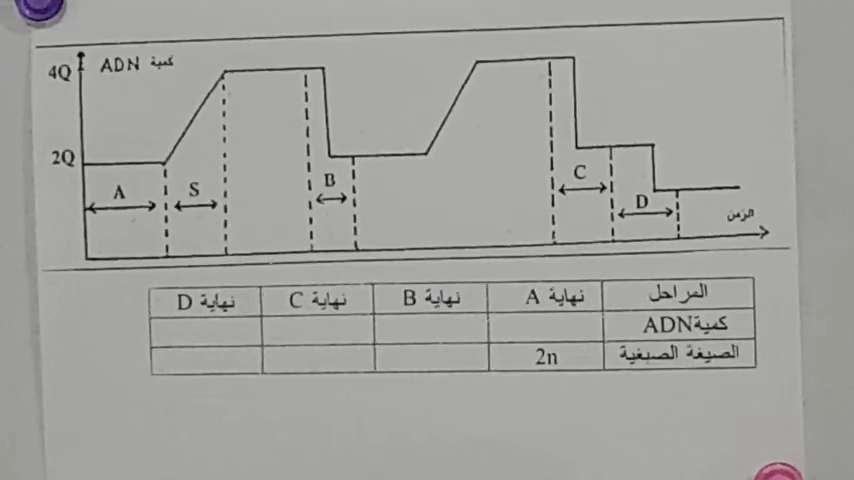 4Q كمية ADN
2Q
A S B C D
الزمن
المراحل نهاية A نهاية B نهاية C نهاية D
كميةADN
الصيغة الصبغية 2n